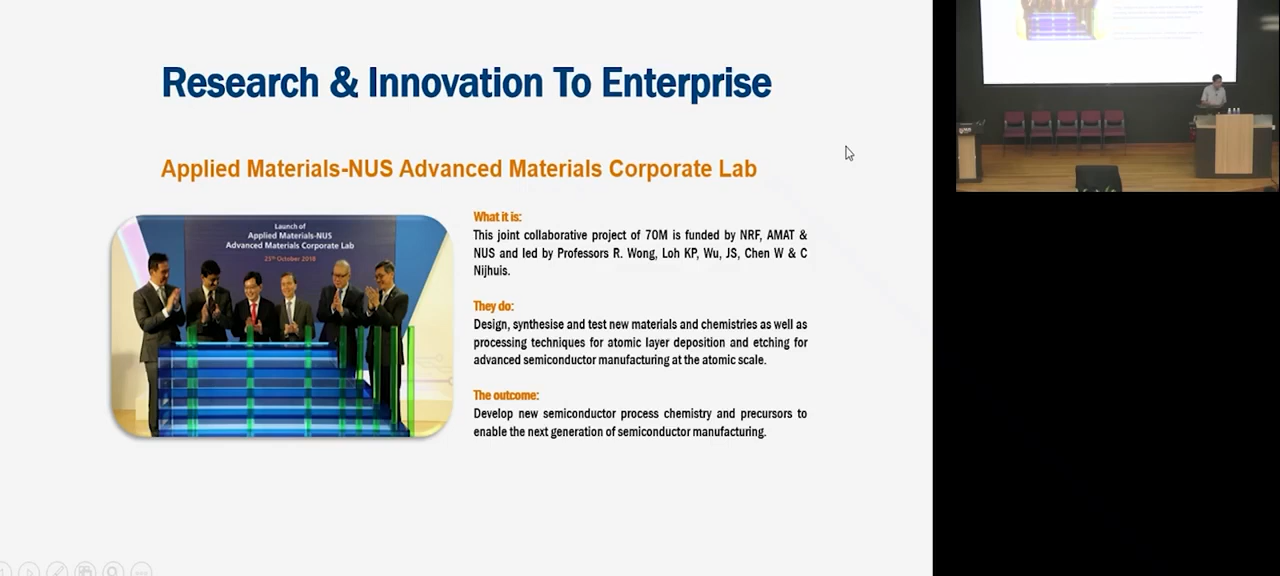 Research & Innovation To Enterprise
Applied Materials-NUS Advanced Materials Corporate Lab
Launch of
Applied Materials-NUS
Advanced Materials Corporate Lab
25th October 2018
What it is:
This joint collaborative project of 70M is funded by NRF, AMAT &
NUS and led by Professors R. Wong, Loh KP, Wu, JS, Chen W & C
Nijhuis.
They do:
Design, synthesise and test new materials and chemistries as well as
processing techniques for atomic layer deposition and etching for
advanced semiconductor manufacturing at the atomic scale.
The outcome:
Develop new semiconductor process chemistry and precursors to
enable the next generation of semiconductor manufacturing.